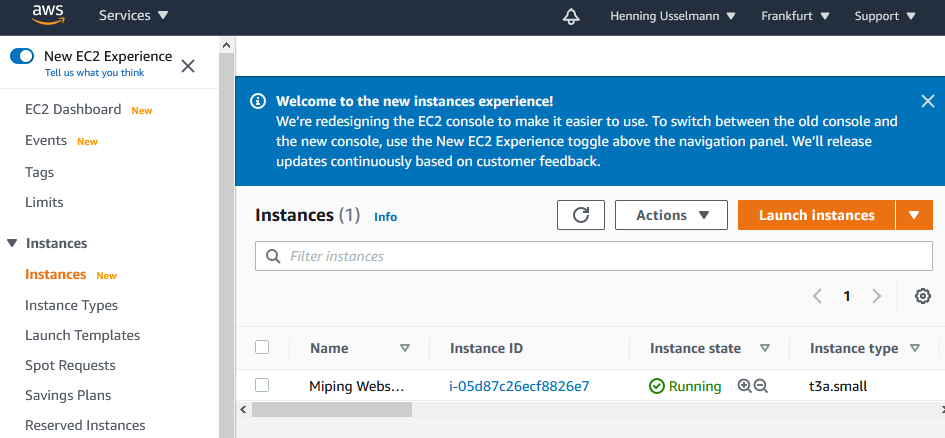 aws Services Henning Usselmann Frankfurt Support
New EC2 Experience
Tell us what you think
EC2 Dashboard New
Events New
Tags
Limits
Instances
Instances New
Instance Types
Launch Templates
Spot Requests
Savings Plans
Reserved Instances
Welcome to the new instances experience!
We're redesigning the EC2 console to make it easier to use. To switch between the old console and
the new console, use the New EC2 Experience toggle above the navigation panel. We'll release
updates continuously based on customer feedback.
Instances (1) Info Actions Launch instances
Filter instances
1
Name Instance ID Instance state Instance type
Miping Webs... i-05d87c26ecf8826e7 Running t3a.small